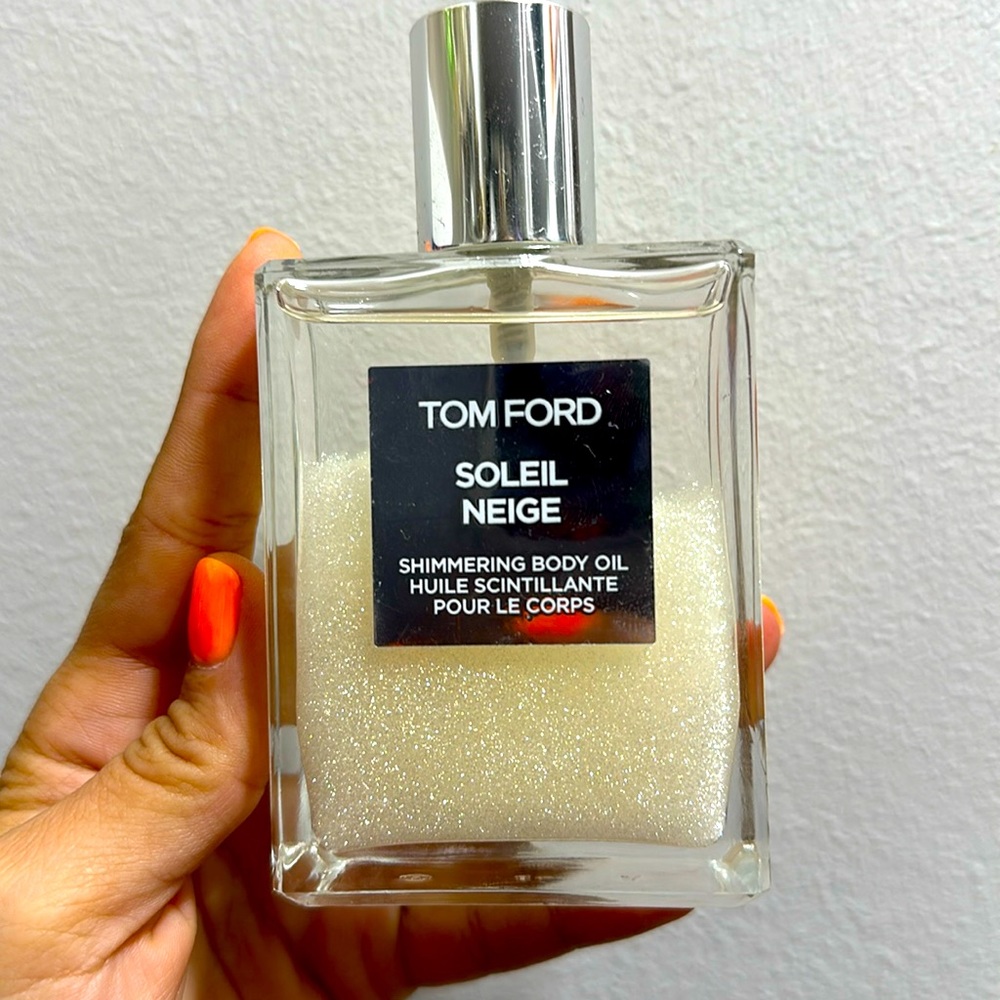 TOM FORD
SOLEIL
NEIGE
SHIMMERING BODY OIL
HUILE SCINTILLANTE
POUR LE CORPS